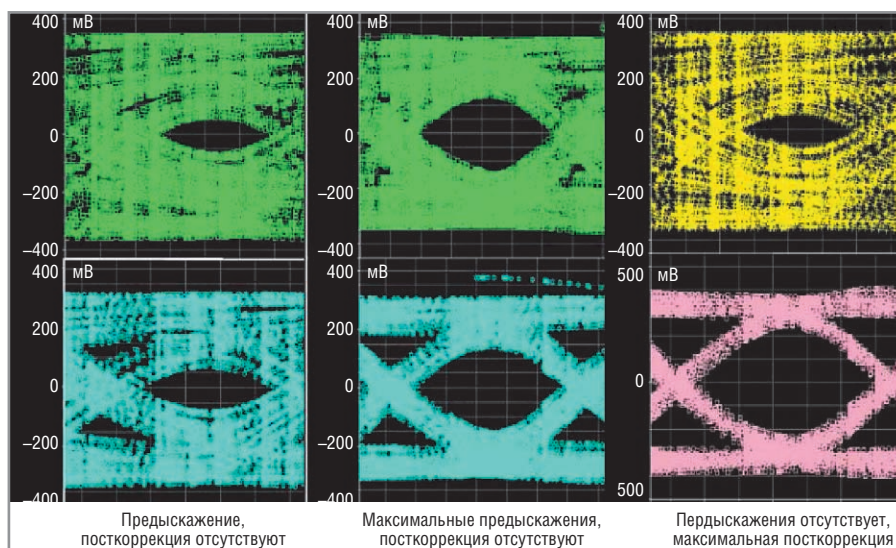 400 мВ
200
0
–200
–400
400 мВ
200
0
–200
–400
400 мВ
200
0
–200
–400
400 мВ
200
0
–200
–400
400 мВ
200
0
–200
–400
500 мВ
0
500
Предыскажение,
посткоррекция отсутствуют
Максимальные предыскажения,
посткоррекция отсутствуют
Пердыскажения отсутствует,
максимальная посткоррекция